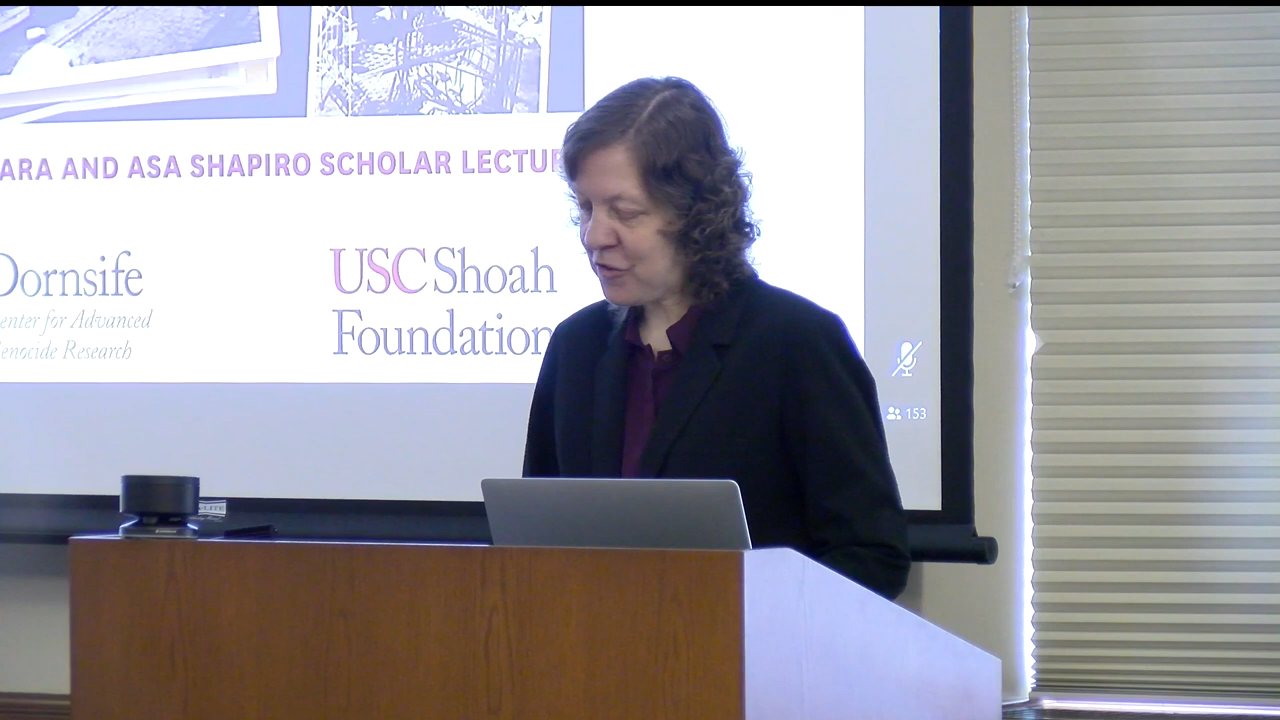 ARA AND ASA SHAPIRO SCHOLAR LECTU
Dornsife
enter for Advanced
enocide Research
USC Shoah
Foundation
153